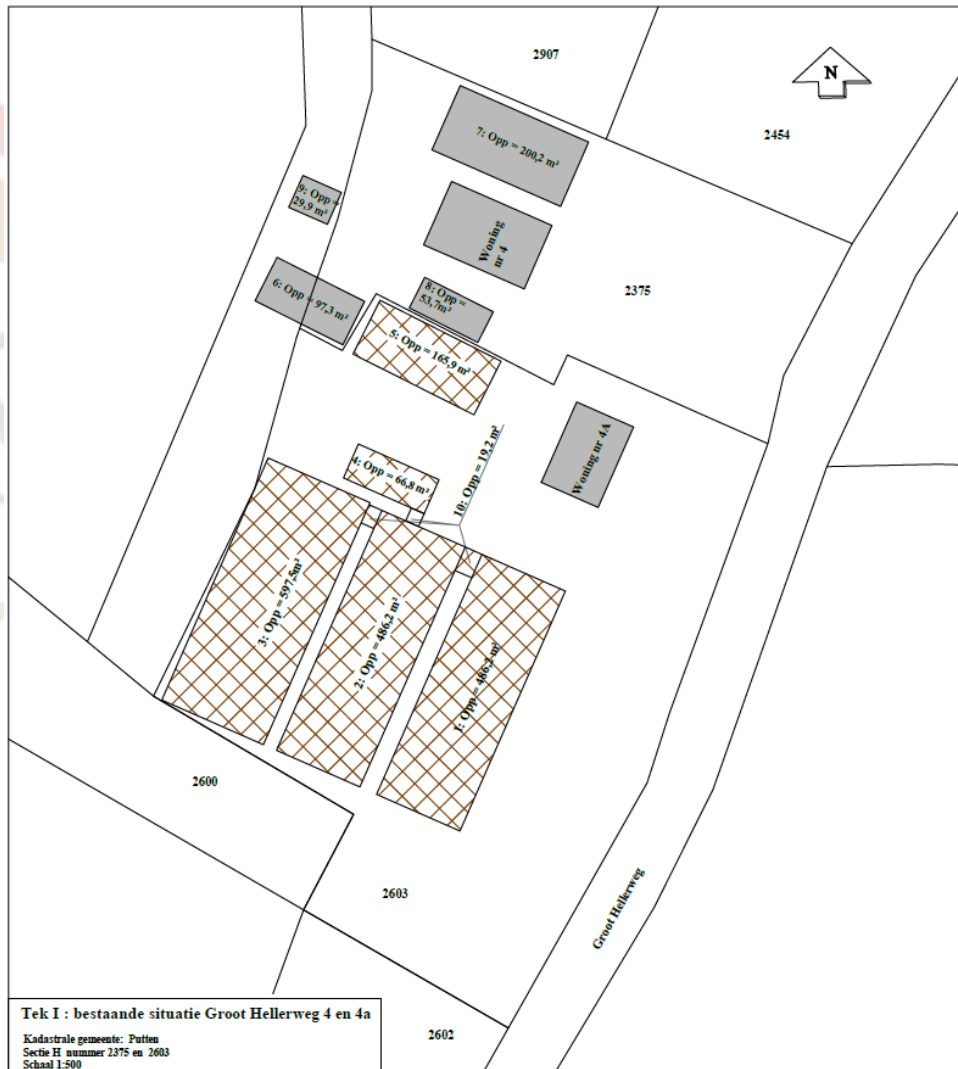 2907
N
2454
7: Opp = 200,2 m²
9: Opp =
29,9 m²
Woning
nr 4
2375
6: Opp = 97,3 m²
8: Opp =
53,7m²
5: Opp = 165,9 m²
Woning nr 4A
10: Opp = 19,2 m²
4: Opp = 66,8 m²
3: Opp = 597,5m²
2: Opp = 486,2 m²
1: Opp = 486,2 m²
2600
2603
Groot Hellerweg
Tek I : bestaande situatie Groot Hellerweg 4 en 4a
Kadastrale gemeente: Putten
Sectie H nummer 2375 en 2603
Schaal 1:500
2602